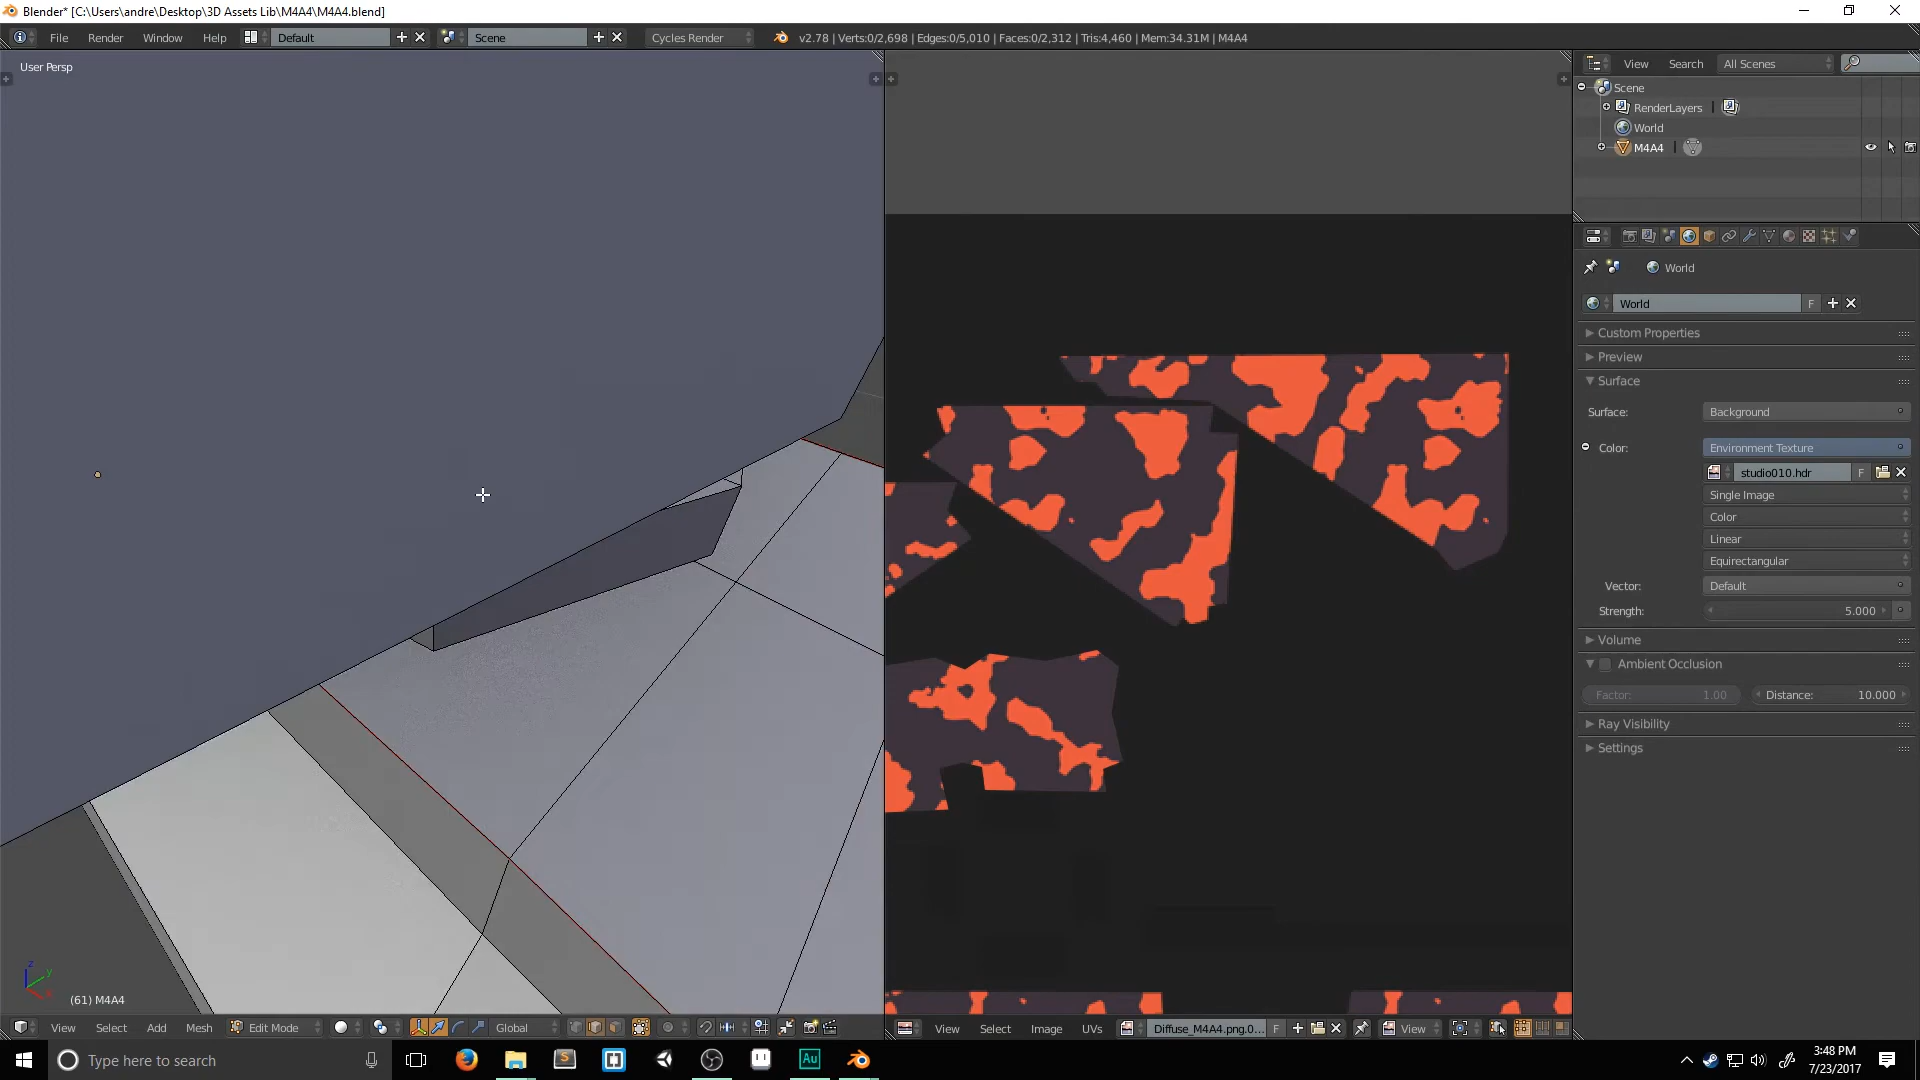 Blender* [C:\Users\andre\Desktop\3D Assets Lib\M4A4\M4A4.blend]
File Render Window Help Default Scene Cycles Render v2.78 | Verts:0/2,698 | Edges:0/5,010 | Faces:0/2,312 | Tris:4,460 | Mem:34.31M | M4A4
User Persp
View Search All Scenes
Scene
RenderLayers
World
M4A4
World
World F
Custom Properties
Preview
Surface
Surface: Background
Color: Environment Texture
studio010.hdr F
Single Image
Color
Linear
Equirectangular
Vector: Default
Strength: 5.000
Volume
Ambient Occlusion
Factor: 1.00 Distance: 10.000
Ray Visibility
Settings
z
y
x
(61) M4A4
View Select Add Mesh Edit Mode Global
View Select Image UVs Diffuse_M4A4.png.0... F View
Type here to search
S
Au
3:48 PM
7/23/2017